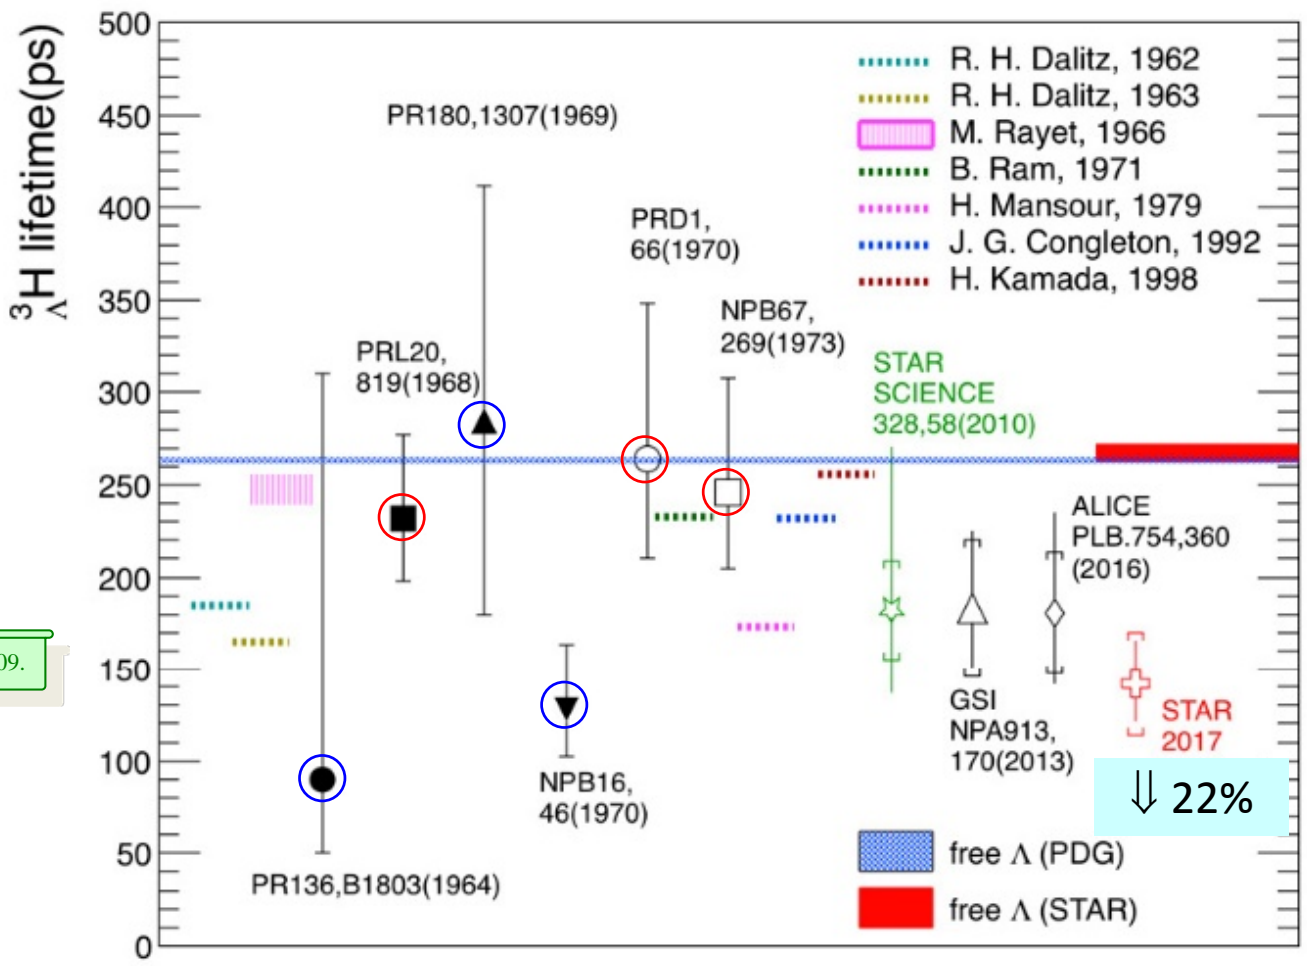 ³ΛH lifetime(ps)
500
450
400
350
300
250
200
150
100
50
0
R. H. Dalitz, 1962
R. H. Dalitz, 1963
M. Rayet, 1966
B. Ram, 1971
H. Mansour, 1979
J. G. Congleton, 1992
H. Kamada, 1998
PR180,1307(1969)
PRD1,
66(1970)
NPB67,
269(1973)
PRL20,
819(1968)
STAR
SCIENCE
328,58(2010)
ALICE
PLB.754,360
(2016)
09.
GSI
NPA913,
170(2013)
STAR
2017
⇓ 22%
NPB16,
46(1970)
PR136,B1803(1964)
free Λ (PDG)
free Λ (STAR)